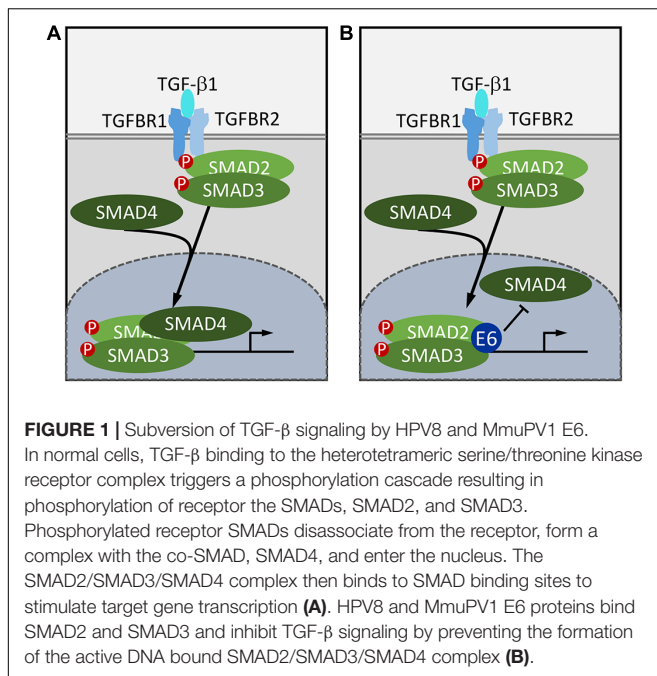 A
B
TGF-β1
TGFBR1
TGFBR2
P
SMAD2
P
SMAD3
SMAD4
P
SMAD4
P
SMAD3
TGF-β1
TGFBR1
TGFBR2
P
SMAD2
P
SMAD3
SMAD4
SMAD4
P
SMAD2
E6
P
SMAD3
FIGURE 1 | Subversion of TGF-β signaling by HPV8 and MmuPV1 E6.
In normal cells, TGF-β binding to the heterotetrameric serine/threonine kinase
receptor complex triggers a phosphorylation cascade resulting in
phosphorylation of receptor the SMADs, SMAD2, and SMAD3.
Phosphorylated receptor SMADs disassociate from the receptor, form a
complex with the co-SMAD, SMAD4, and enter the nucleus. The
SMAD2/SMAD3/SMAD4 complex then binds to SMAD binding sites to
stimulate target gene transcription (A). HPV8 and MmuPV1 E6 proteins bind
SMAD2 and SMAD3 and inhibit TGF-β signaling by preventing the formation
of the active DNA bound SMAD2/SMAD3/SMAD4 complex (B).